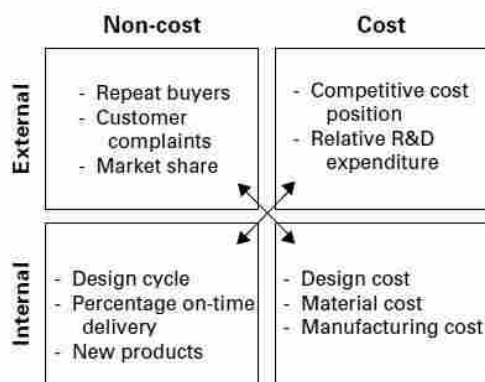 Non-cost
Cost
External
- Repeat buyers
- Customer
complaints
- Market share
- Competitive cost
position
- Relative R&D
expenditure
Internal
- Design cycle
- Percentage on-time
delivery
- New products
- Design cost
- Material cost
- Manufacturing cost